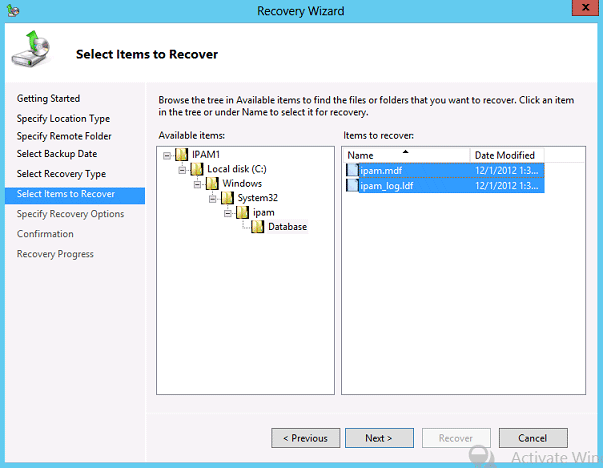 Recovery Wizard
x
Select Items to Recover
Getting Started
Specify Location Type
Specify Remote Folder
Select Backup Date
Select Recovery Type
Select Items to Recover
Specify Recovery Options
Confirmation
Recovery Progress
Browse the tree in Available items to find the files or folders that you want to recover. Click an item
in the tree or under Name to select it for recovery.
Available items:
IPAM1
Local disk (C:)
Windows
System32
ipam
Database
Items to recover:
Name Date Modified
ipam.mdf 12/1/2012 1:3...
ipam_log.ldf 12/1/2012 1:3...
< Previous Next > Recover Cancel
Activate Win